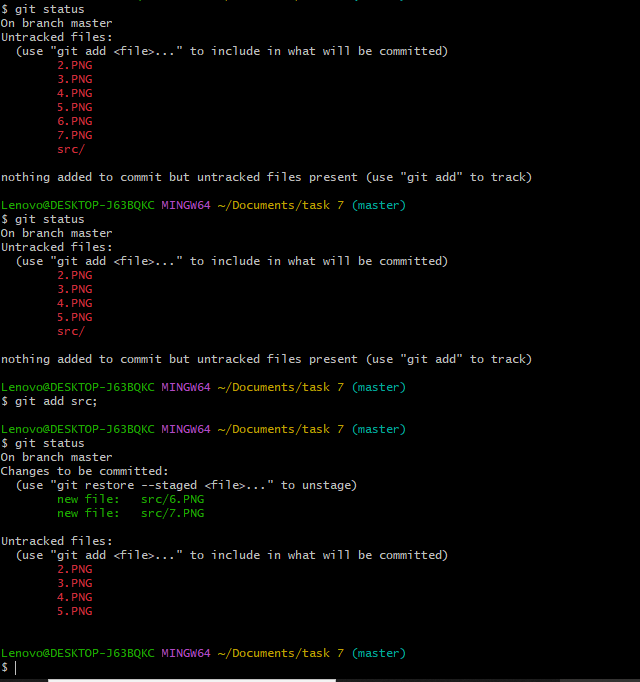 $ git status
On branch master
Untracked files:
  (use "git add <file>..." to include in what will be committed)
        2.PNG
        3.PNG
        4.PNG
        5.PNG
        6.PNG
        7.PNG
        src/

nothing added to commit but untracked files present (use "git add" to track)

Lenovo@DESKTOP-J63BQKC MINGW64 ~/Documents/task 7 (master)
$ git status
On branch master
Untracked files:
  (use "git add <file>..." to include in what will be committed)
        2.PNG
        3.PNG
        4.PNG
        5.PNG
        src/

nothing added to commit but untracked files present (use "git add" to track)

Lenovo@DESKTOP-J63BQKC MINGW64 ~/Documents/task 7 (master)
$ git add src;

Lenovo@DESKTOP-J63BQKC MINGW64 ~/Documents/task 7 (master)
$ git status
On branch master
Changes to be committed:
  (use "git restore --staged <file>..." to unstage)
        new file:   src/6.PNG
        new file:   src/7.PNG

Untracked files:
  (use "git add <file>..." to include in what will be committed)
        2.PNG
        3.PNG
        4.PNG
        5.PNG


Lenovo@DESKTOP-J63BQKC MINGW64 ~/Documents/task 7 (master)
$